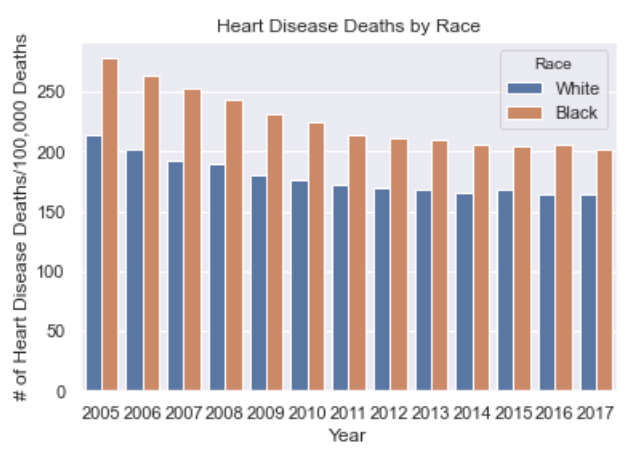 Heart Disease Deaths by Race
# of Heart Disease Deaths/100,000 Deaths
250
200
150
100
50
0
Race
White
Black
2005 2006 2007 2008 2009 2010 2011 2012 2013 2014 2015 2016 2017
Year